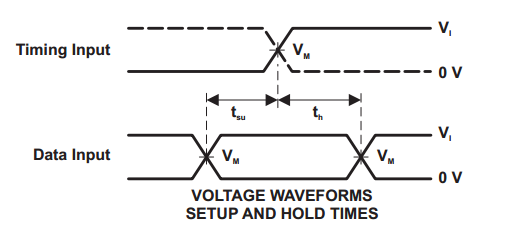 Timing Input
V_I
V_M
0 V
t_su
t_h
Data Input
V_I
V_M
V_M
0 V
VOLTAGE WAVEFORMS
SETUP AND HOLD TIMES